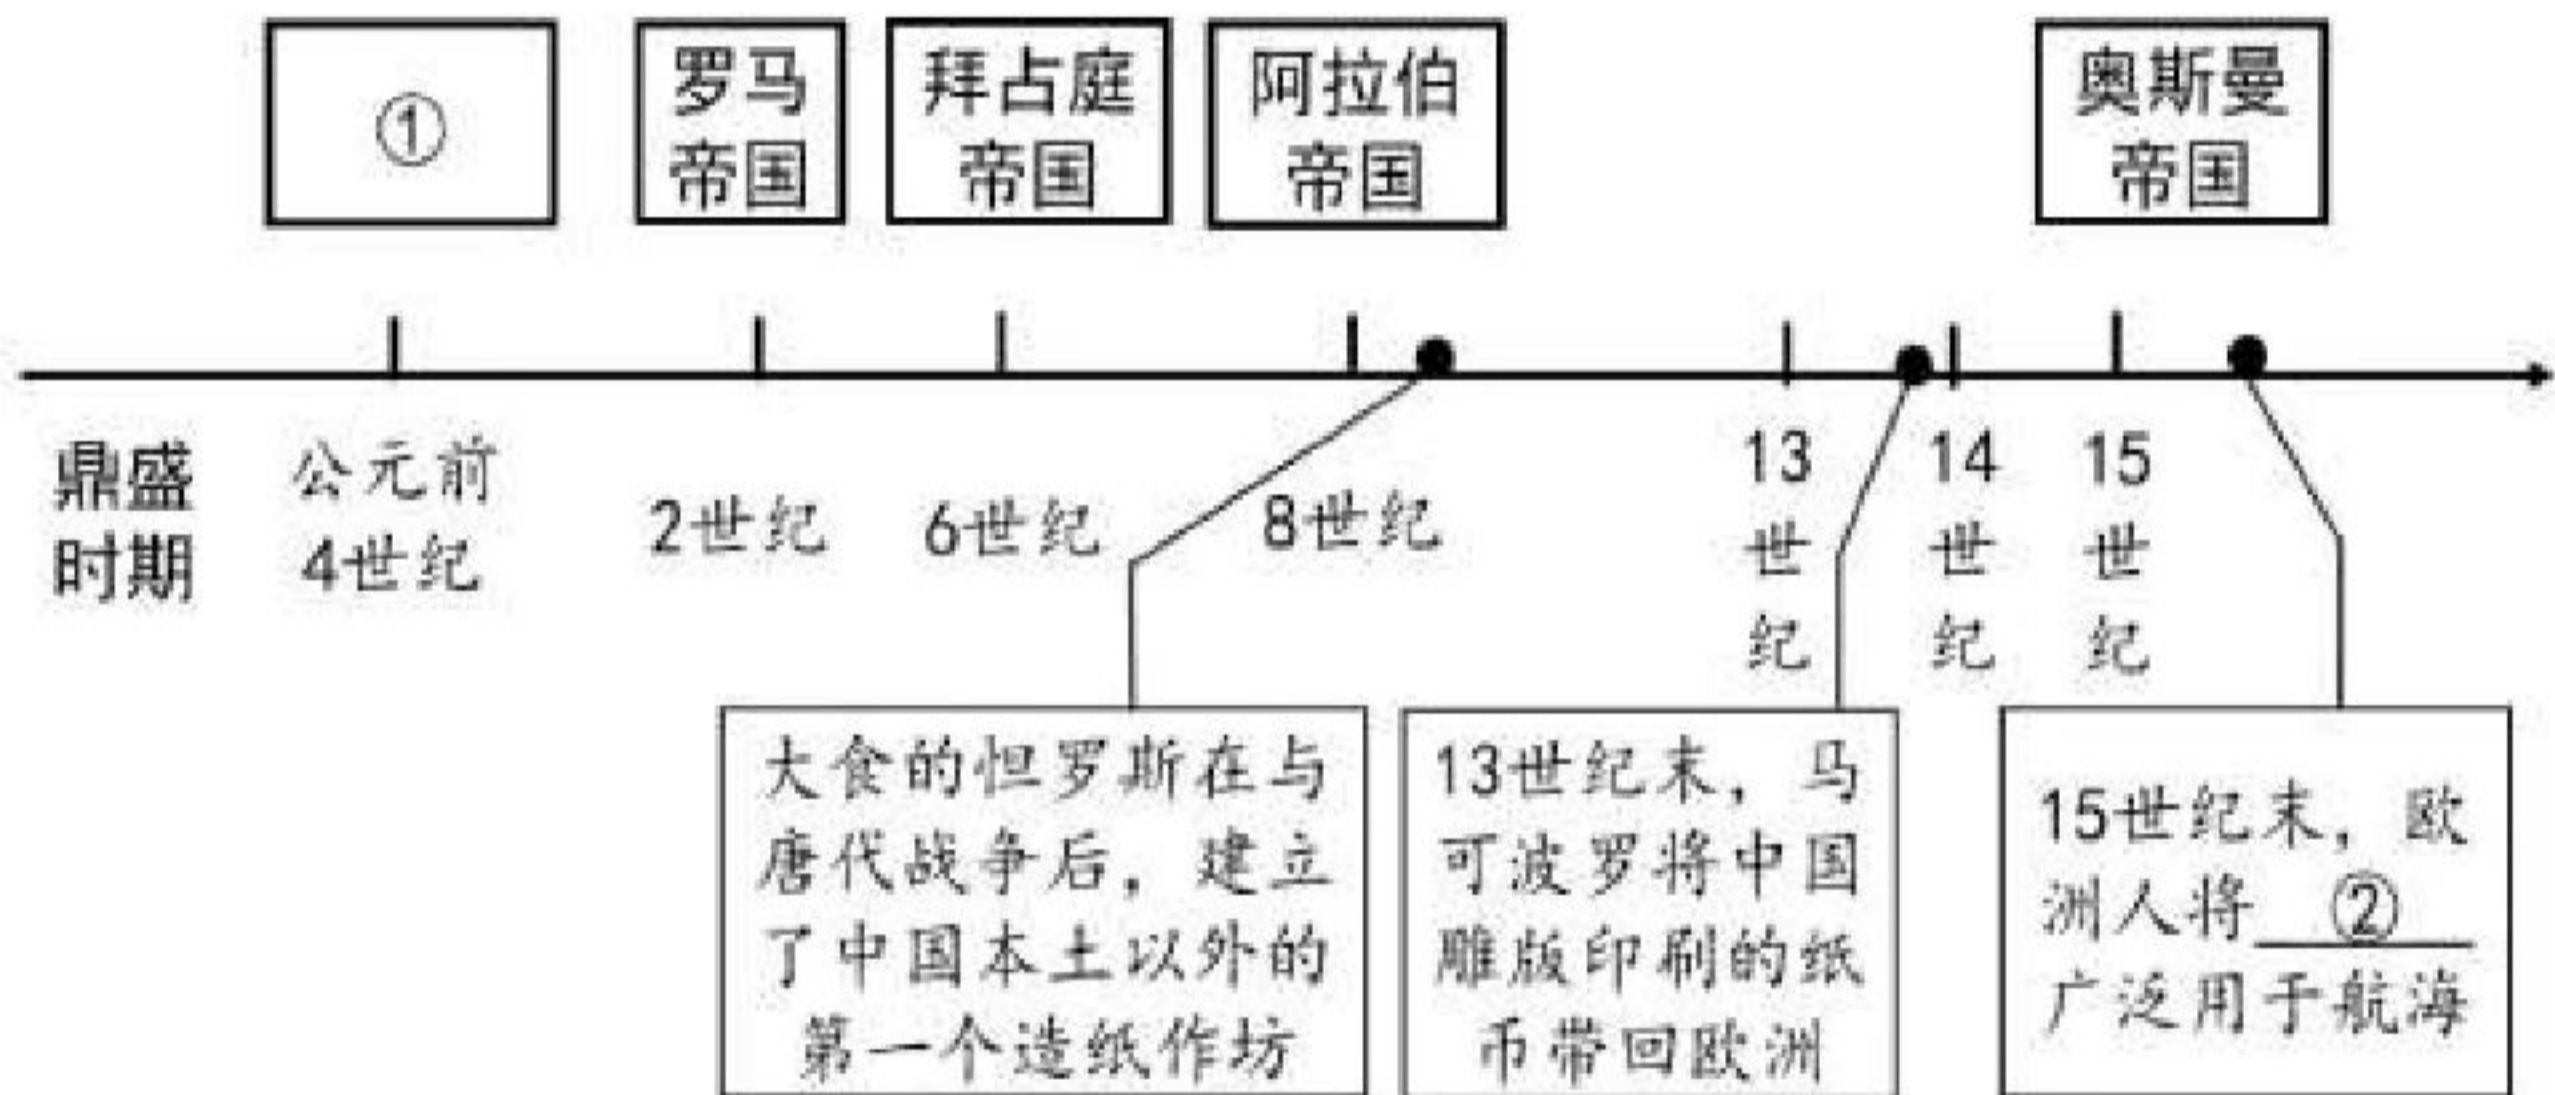 ①
罗马
帝国
拜占庭
帝国
阿拉伯
帝国
奥斯曼
帝国
鼎盛
时期
公元前
4世纪
2世纪
6世纪
8世纪
13
世
纪
14
世
纪
15
世
纪
大食的怛罗斯在与
唐代战争后，建立
了中国本土以外的
第一个造纸作坊
13世纪末，马
可波罗将中国
雕版印刷的纸
币带回欧洲
15世纪末，欧
洲人将②
广泛用于航海